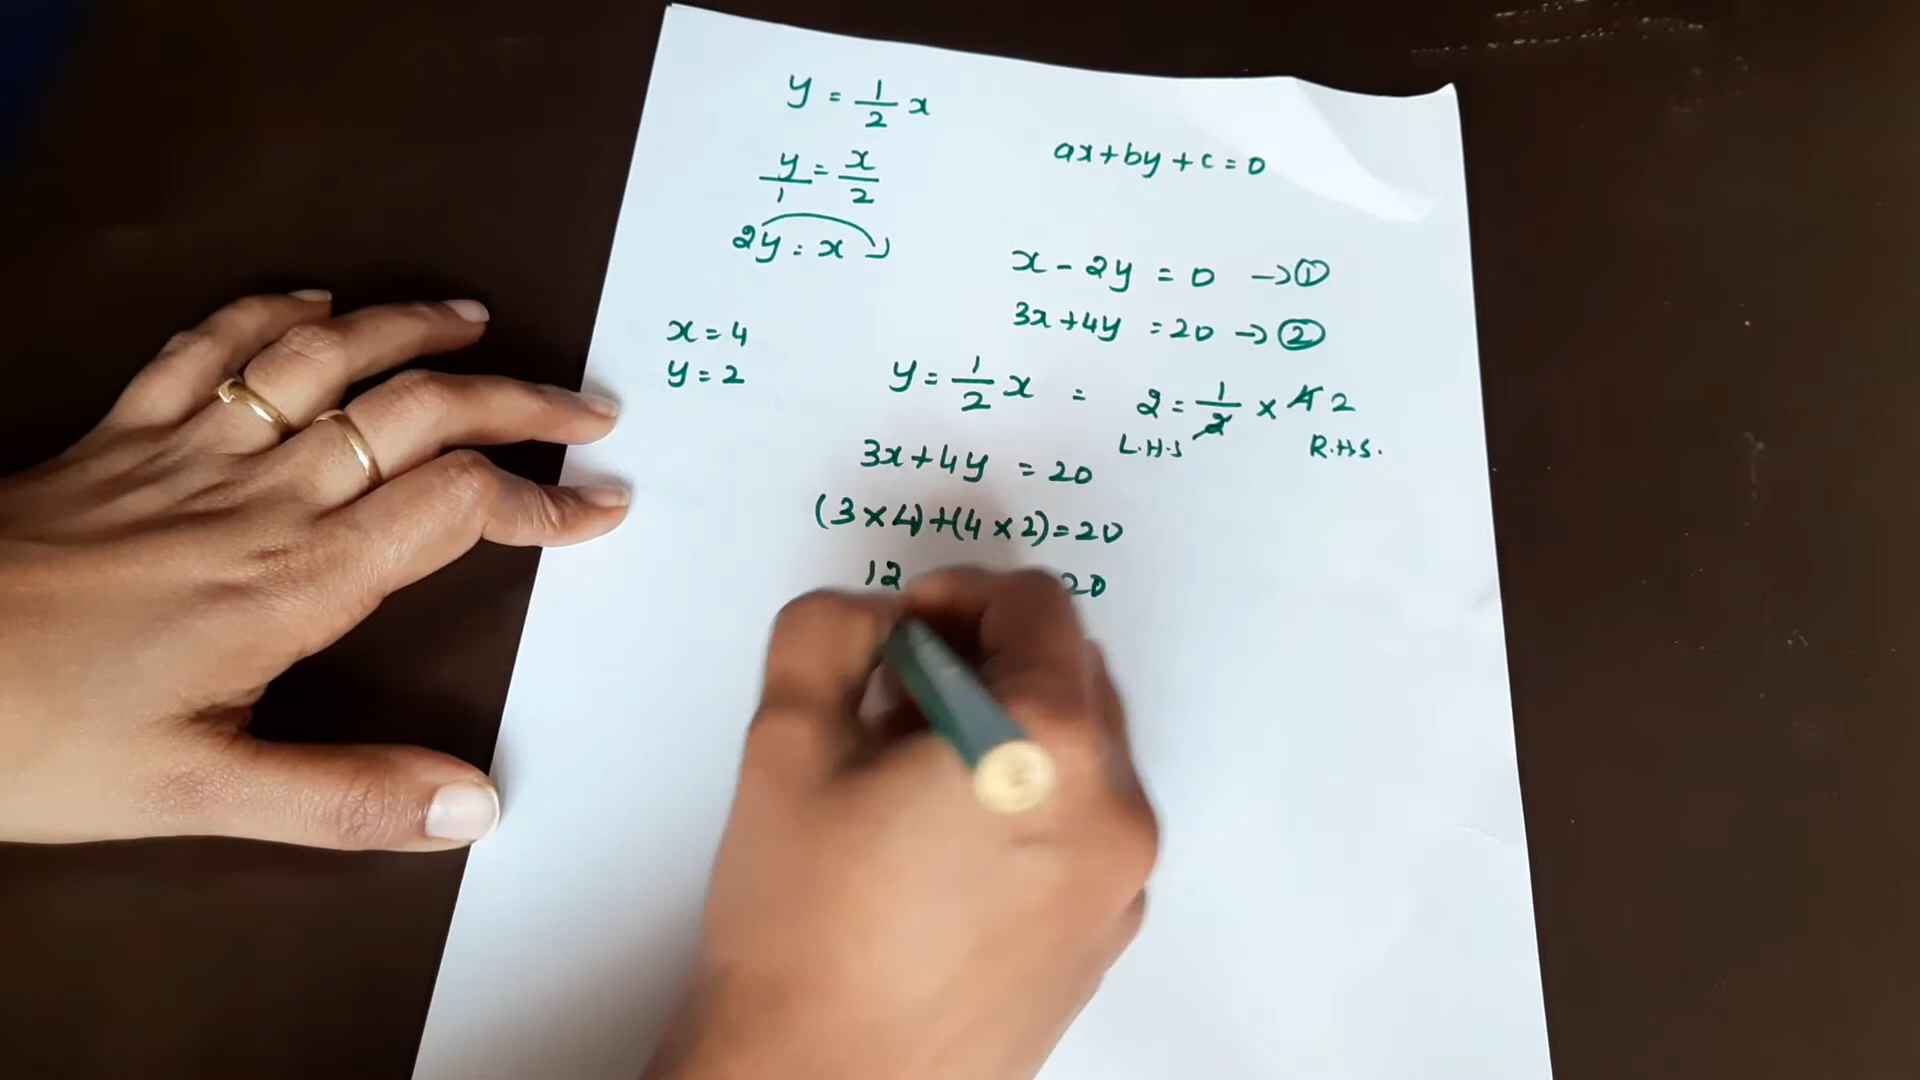 y = 1/2 x
ax+by+c=0
y/1 = x/2
2y = x
x - 2y = 0 → ①
3x+4y = 20 → ②
x = 4
y = 2
y = 1/2 x = 2 = 1/2 × 4 2
L.H.S R.H.S.
3x+4y = 20
(3×4)+(4×2)=20
12 20